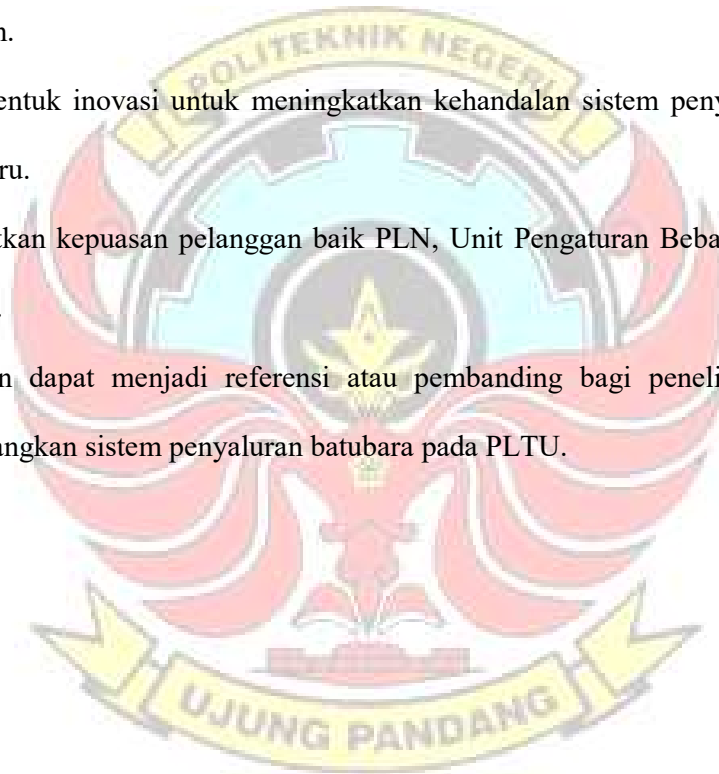 n.
POLITEKNIK NEGERI
entuk inovasi untuk meningkatkan kehandalan sistem peny
ru.
tkan kepuasan pelanggan baik PLN, Unit Pengaturan Beba
n dapat menjadi referensi atau pembanding bagi peneli
angkan sistem penyaluran batubara pada PLTU.
UJUNG PANDANG